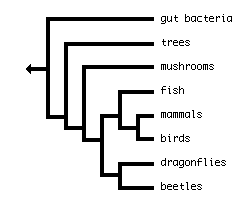 gut bacteria
trees
mushrooms
fish
mammals
birds
dragonflies
beetles